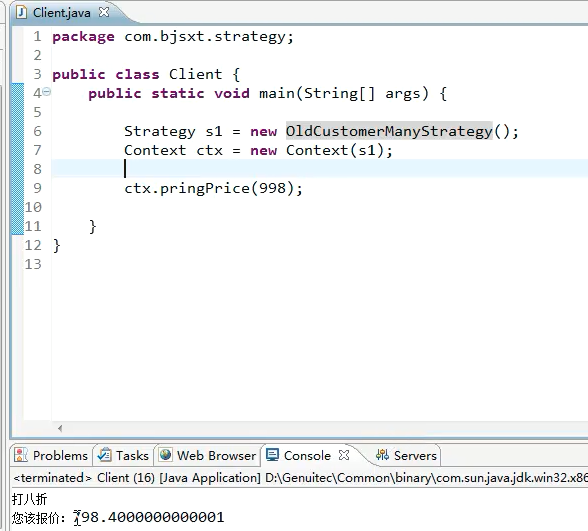 Client.java
1 package com.bjsxt.strategy;
2
3 public class Client {
4 public static void main(String[] args) {
5
6 Strategy s1 = new OldCustomerManyStrategy();
7 Context ctx = new Context(s1);
8
9 ctx.pringPrice(998);
10
11 }
12 }
13
Problems Tasks Web Browser Console Servers
<terminated> Client (16) [Java Application] D:\Genuitec\Common\binary\com.sun.java.jdk.win32.x86
打八折
您该报价：798.4000000000001